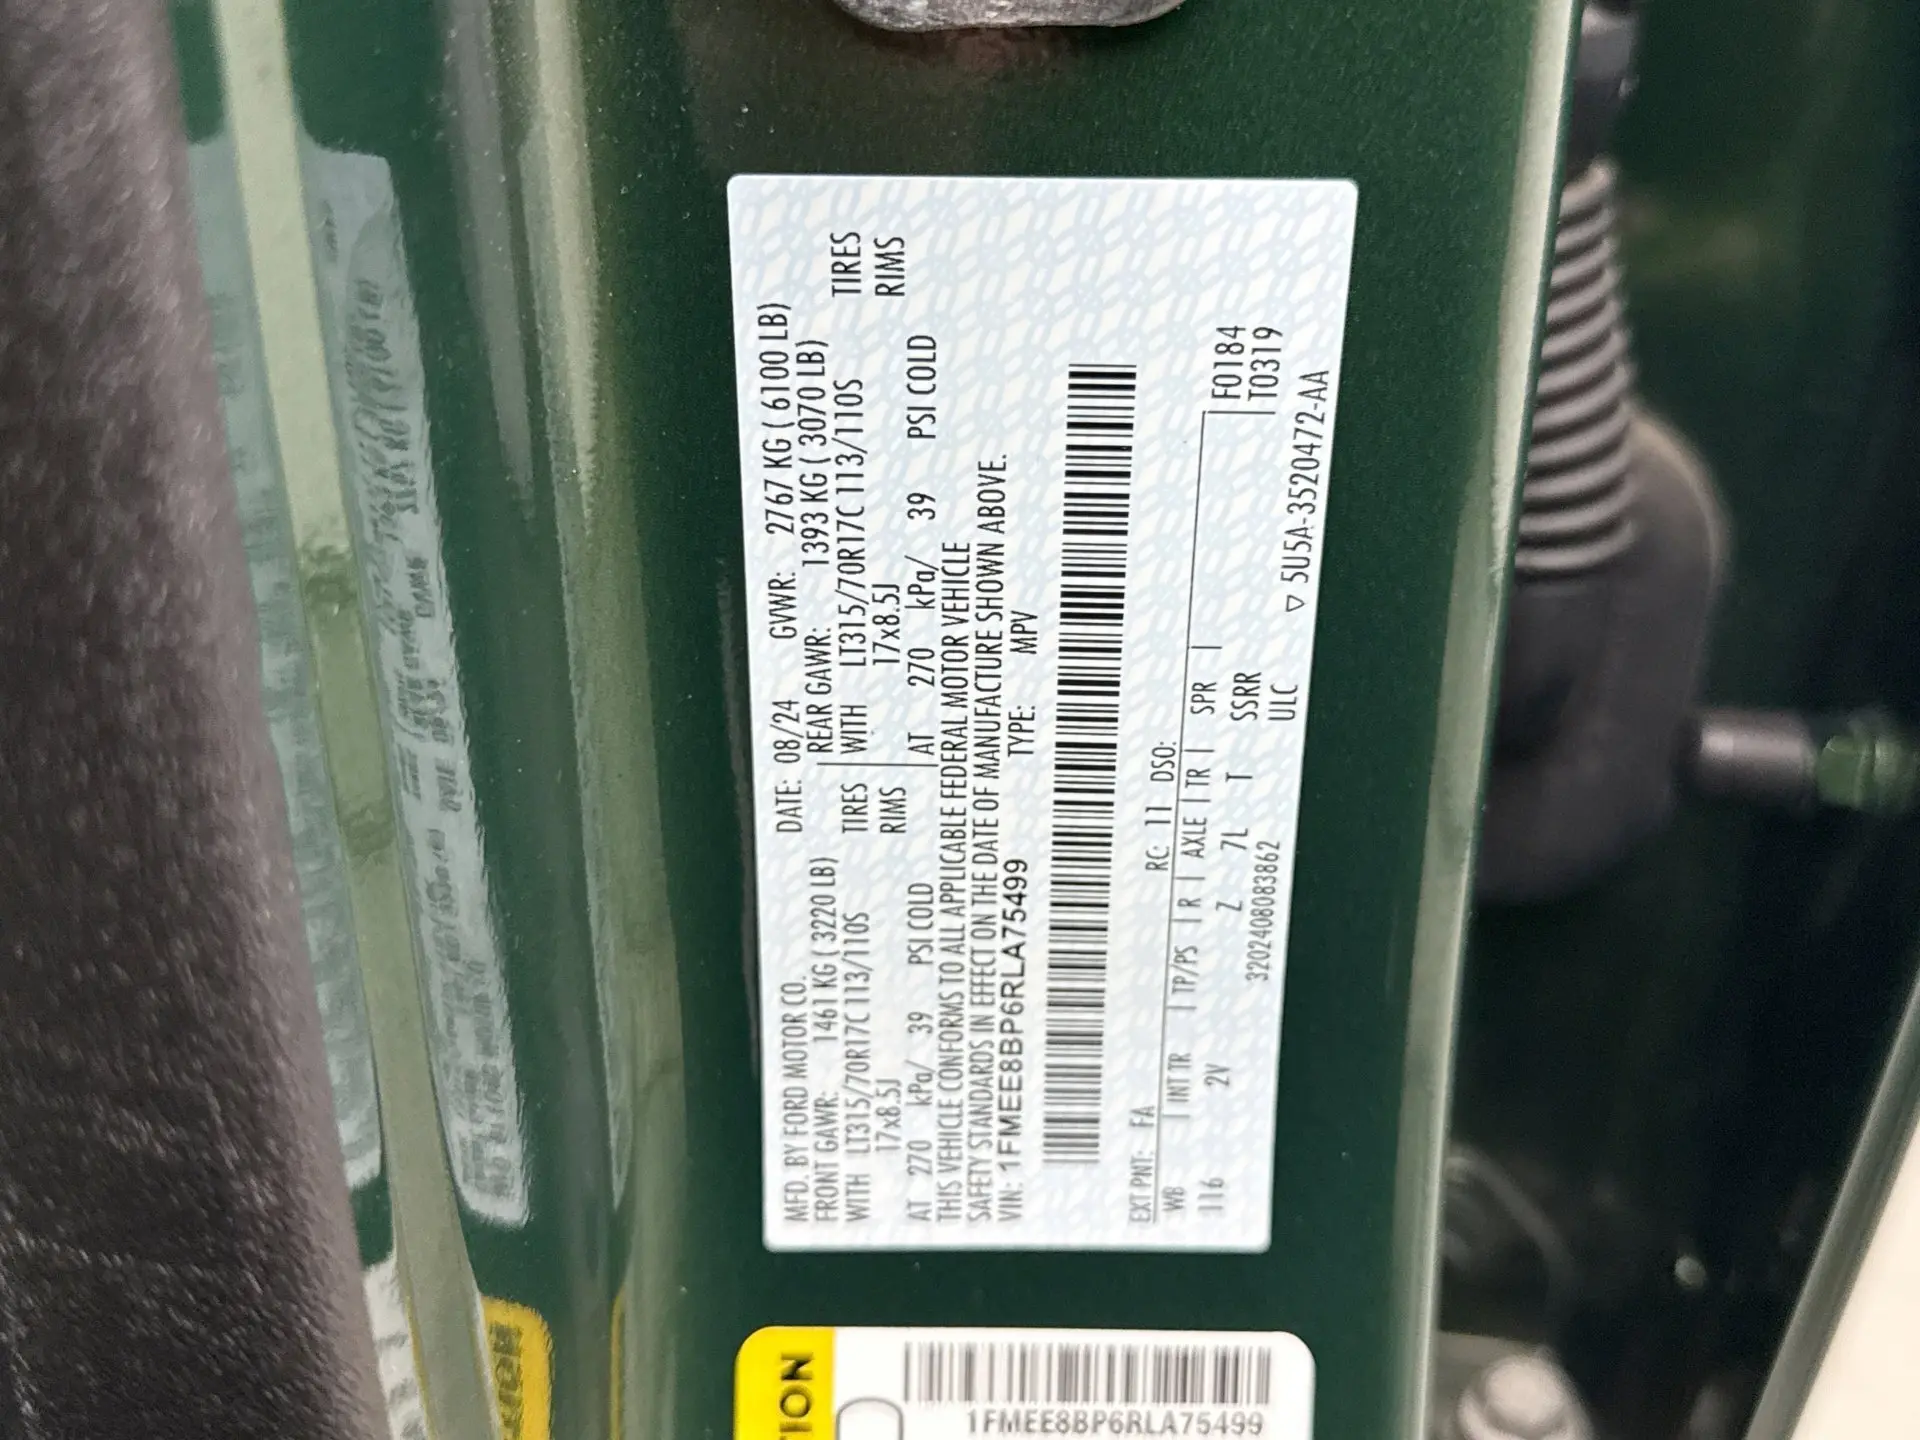 MFD. BY FORD MOTOR CO. DATE: 08/24 GVWR: 2767 KG ( 6100 LB)
FRONT GAWR: 1461 KG ( 3220 LB) REAR GAWR: 1393 KG ( 3070 LB)
WITH LT315/70R17C 113/110S TIRES WITH LT315/70R17C 113/110S TIRES
17x8.5J RIMS 17x8.5J RIMS
AT 270 kPa/ 39 PSI COLD AT 270 kPa/ 39 PSI COLD
THIS VEHICLE CONFORMS TO ALL APPLICABLE FEDERAL MOTOR VEHICLE
SAFETY STANDARDS IN EFFECT ON THE DATE OF MANUFACTURE SHOWN ABOVE.
VIN: 1FMEE8BP6RLA75499 TYPE: MPV
EXT PNT: FA RC: 11 DSO:
WB | INT TR | TP/PS | R | AXLE | TR | SPR | F0184
116 2V Z 7L T SSRR T0319
320240808386​2 ULC ▽ 5U5A-3520472-AA
TION
1FMEE8BP6RLA75499